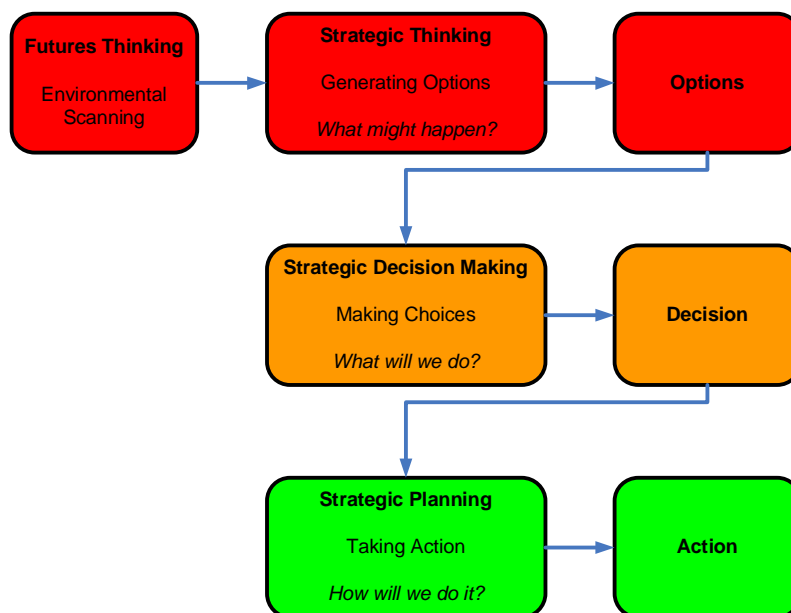 Futures Thinking
Environmental
Scanning
Strategic Thinking
Generating Options
What might happen?
Options
Strategic Decision Making
Making Choices
What will we do?
Decision
Strategic Planning
Taking Action
How will we do it?
Action